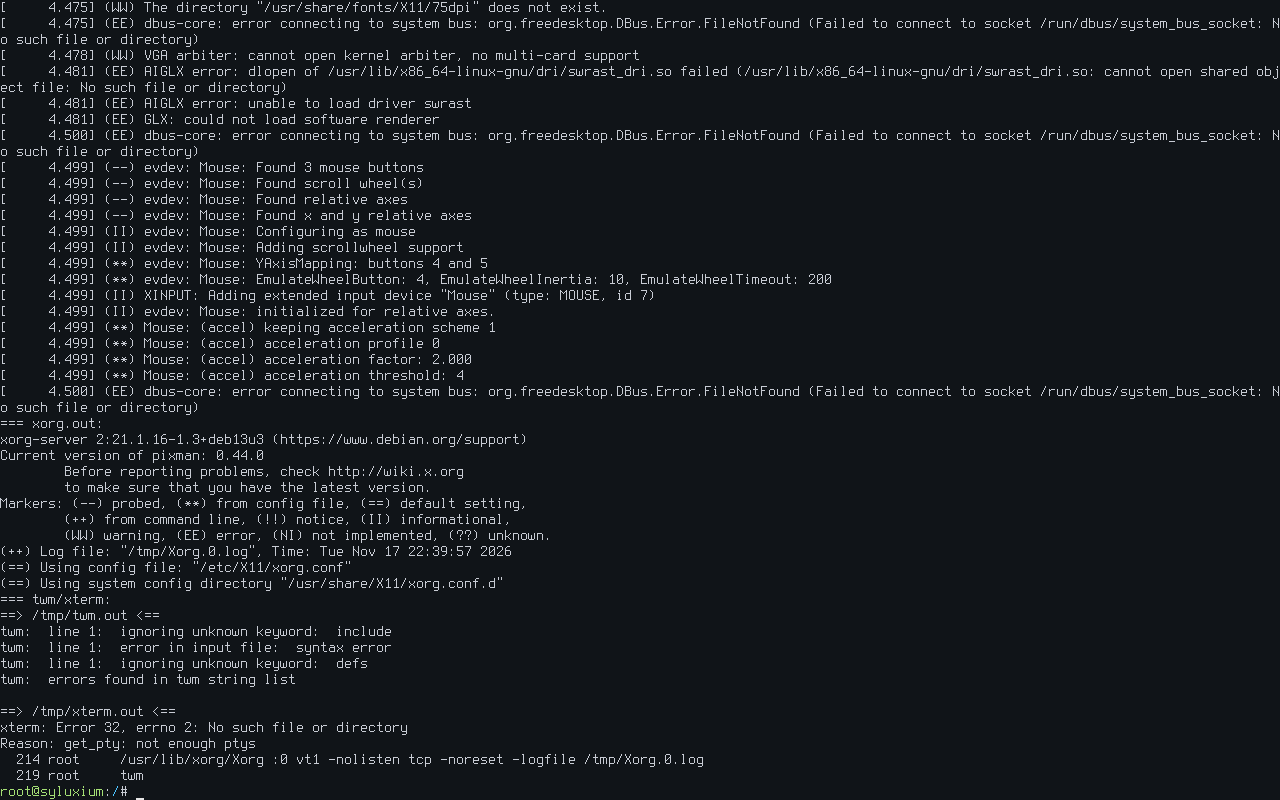 [     4.475] (WW) The directory "/usr/share/fonts/X11/75dpi" does not exist.
[     4.475] (EE) dbus-core: error connecting to system bus: org.freedesktop.DBus.Error.FileNotFound (Failed to connect to socket /run/dbus/system_bus_socket: N
o such file or directory)
[     4.478] (WW) VGA arbiter: cannot open kernel arbiter, no multi-card support
[     4.481] (EE) AIGLX error: dlopen of /usr/lib/x86_64-linux-gnu/dri/swrast_dri.so failed (/usr/lib/x86_64-linux-gnu/dri/swrast_dri.so: cannot open shared obj
ect file: No such file or directory)
[     4.481] (EE) AIGLX error: unable to load driver swrast
[     4.481] (EE) GLX: could not load software renderer
[     4.500] (EE) dbus-core: error connecting to system bus: org.freedesktop.DBus.Error.FileNotFound (Failed to connect to socket /run/dbus/system_bus_socket: N
o such file or directory)
[     4.499] (--) evdev: Mouse: Found 3 mouse buttons
[     4.499] (--) evdev: Mouse: Found scroll wheel(s)
[     4.499] (--) evdev: Mouse: Found relative axes
[     4.499] (--) evdev: Mouse: Found x and y relative axes
[     4.499] (II) evdev: Mouse: Configuring as mouse
[     4.499] (II) evdev: Mouse: Adding scrollwheel support
[     4.499] (**) evdev: Mouse: YAxisMapping: buttons 4 and 5
[     4.499] (**) evdev: Mouse: EmulateWheelButton: 4, EmulateWheelInertia: 10, EmulateWheelTimeout: 200
[     4.499] (II) XINPUT: Adding extended input device "Mouse" (type: MOUSE, id 7)
[     4.499] (II) evdev: Mouse: initialized for relative axes.
[     4.499] (**) Mouse: (accel) keeping acceleration scheme 1
[     4.499] (**) Mouse: (accel) acceleration profile 0
[     4.499] (**) Mouse: (accel) acceleration factor: 2.000
[     4.499] (**) Mouse: (accel) acceleration threshold: 4
[     4.500] (EE) dbus-core: error connecting to system bus: org.freedesktop.DBus.Error.FileNotFound (Failed to connect to socket /run/dbus/system_bus_socket: N
o such file or directory)
=== xorg.out:
xorg-server 2:21.1.16-1.3+deb13u3 (https://www.debian.org/support)
Current version of pixman: 0.44.0
        Before reporting problems, check http://wiki.x.org
        to make sure that you have the latest version.
Markers: (--) probed, (**) from config file, (==) default setting,
        (++) from command line, (!!) notice, (II) informational,
        (WW) warning, (EE) error, (NI) not implemented, (??) unknown.
(++) Log file: "/tmp/Xorg.0.log", Time: Tue Nov 17 22:39:57 2026
(==) Using config file: "/etc/X11/xorg.conf"
(==) Using system config directory "/usr/share/X11/xorg.conf.d"
=== twm/xterm:
==> /tmp/twm.out <==
twm:  line 1:  ignoring unknown keyword:  include
twm:  line 1:  error in input file:  syntax error
twm:  line 1:  ignoring unknown keyword:  defs
twm:  errors found in twm string list

==> /tmp/xterm.out <==
xterm: Error 32, errno 2: No such file or directory
Reason: get_pty: not enough ptys
  214 root     /usr/lib/xorg/Xorg :0 vt1 -nolisten tcp -noreset -logfile /tmp/Xorg.0.log
  219 root     twm
root@syluxium:/#